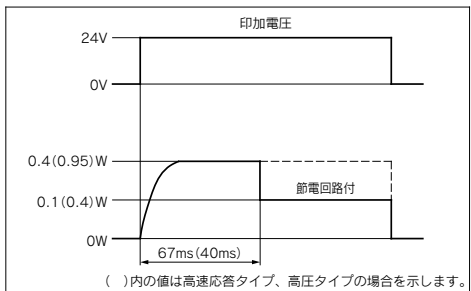 印加電圧
24V
0V
0.4(0.95)W
節電回路付
0.1(0.4)W
0W
67ms(40ms)
( )内の値は高速応答タイプ、高圧タイプの場合を示します。